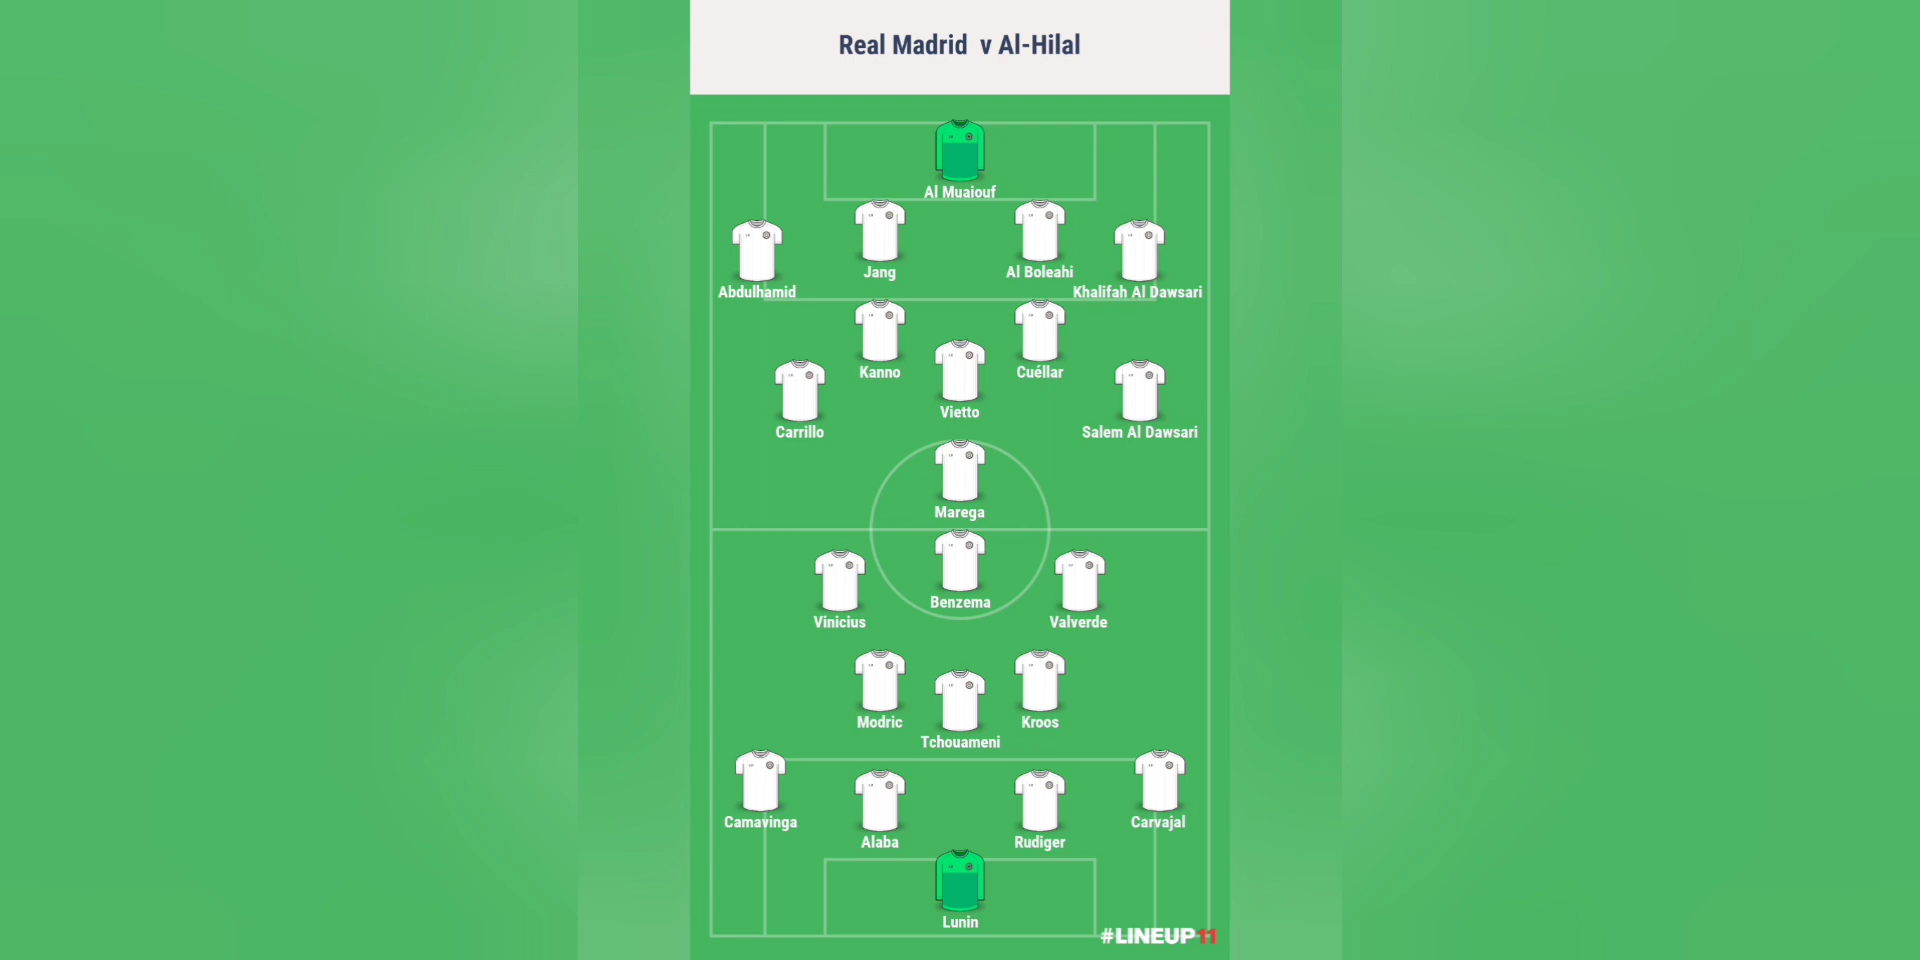 Real Madrid v Al-Hilal
Al Muaiouf
Jang
Al Boleahi
Abdulhamid
Khalifah Al Dawsari
Kanno
Cuéllar
Vietto
Carrillo
Salem Al Dawsari
Marega
Benzema
Vinicius
Valverde
Modric
Kroos
Tchouameni
Camavinga
Carvajal
Alaba
Rudiger
Lunin
#LINEUP11